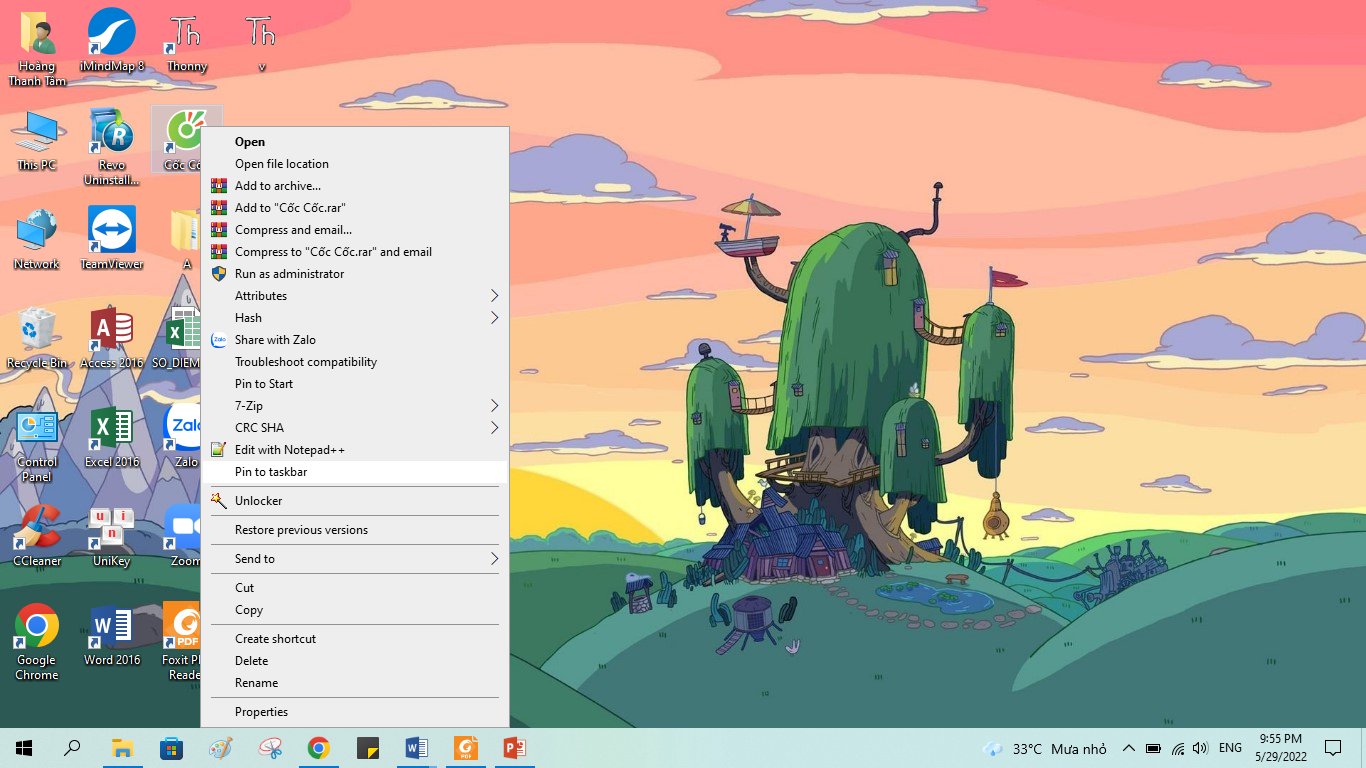 Hoàng
Thanh Tâm
iMindMap 8
Thonny
v
This PC
Revo
Uninstall...
Cốc Cố
Network
TeamViewer
A
Recycle Bin
Access 2016
SO_DIEM
Control
Panel
Excel 2016
Zalo
Zalo
CCleaner
UniKey
Zoom
Google
Chrome
Word 2016
PDF
Foxit P
Reade
Open
Open file location
Add to archive...
Add to "Cốc Cốc.rar"
Compress and email...
Compress to "Cốc Cốc.rar" and email
Run as administrator
Attributes
Hash
Zalo
Share with Zalo
Troubleshoot compatibility
Pin to Start
7-Zip
CRC SHA
Edit with Notepad++
Pin to taskbar
Unlocker
Restore previous versions
Send to
Cut
Copy
Create shortcut
Delete
Rename
Properties
33°C Mưa nhỏ
ENG
9:55 PM
5/29/2022